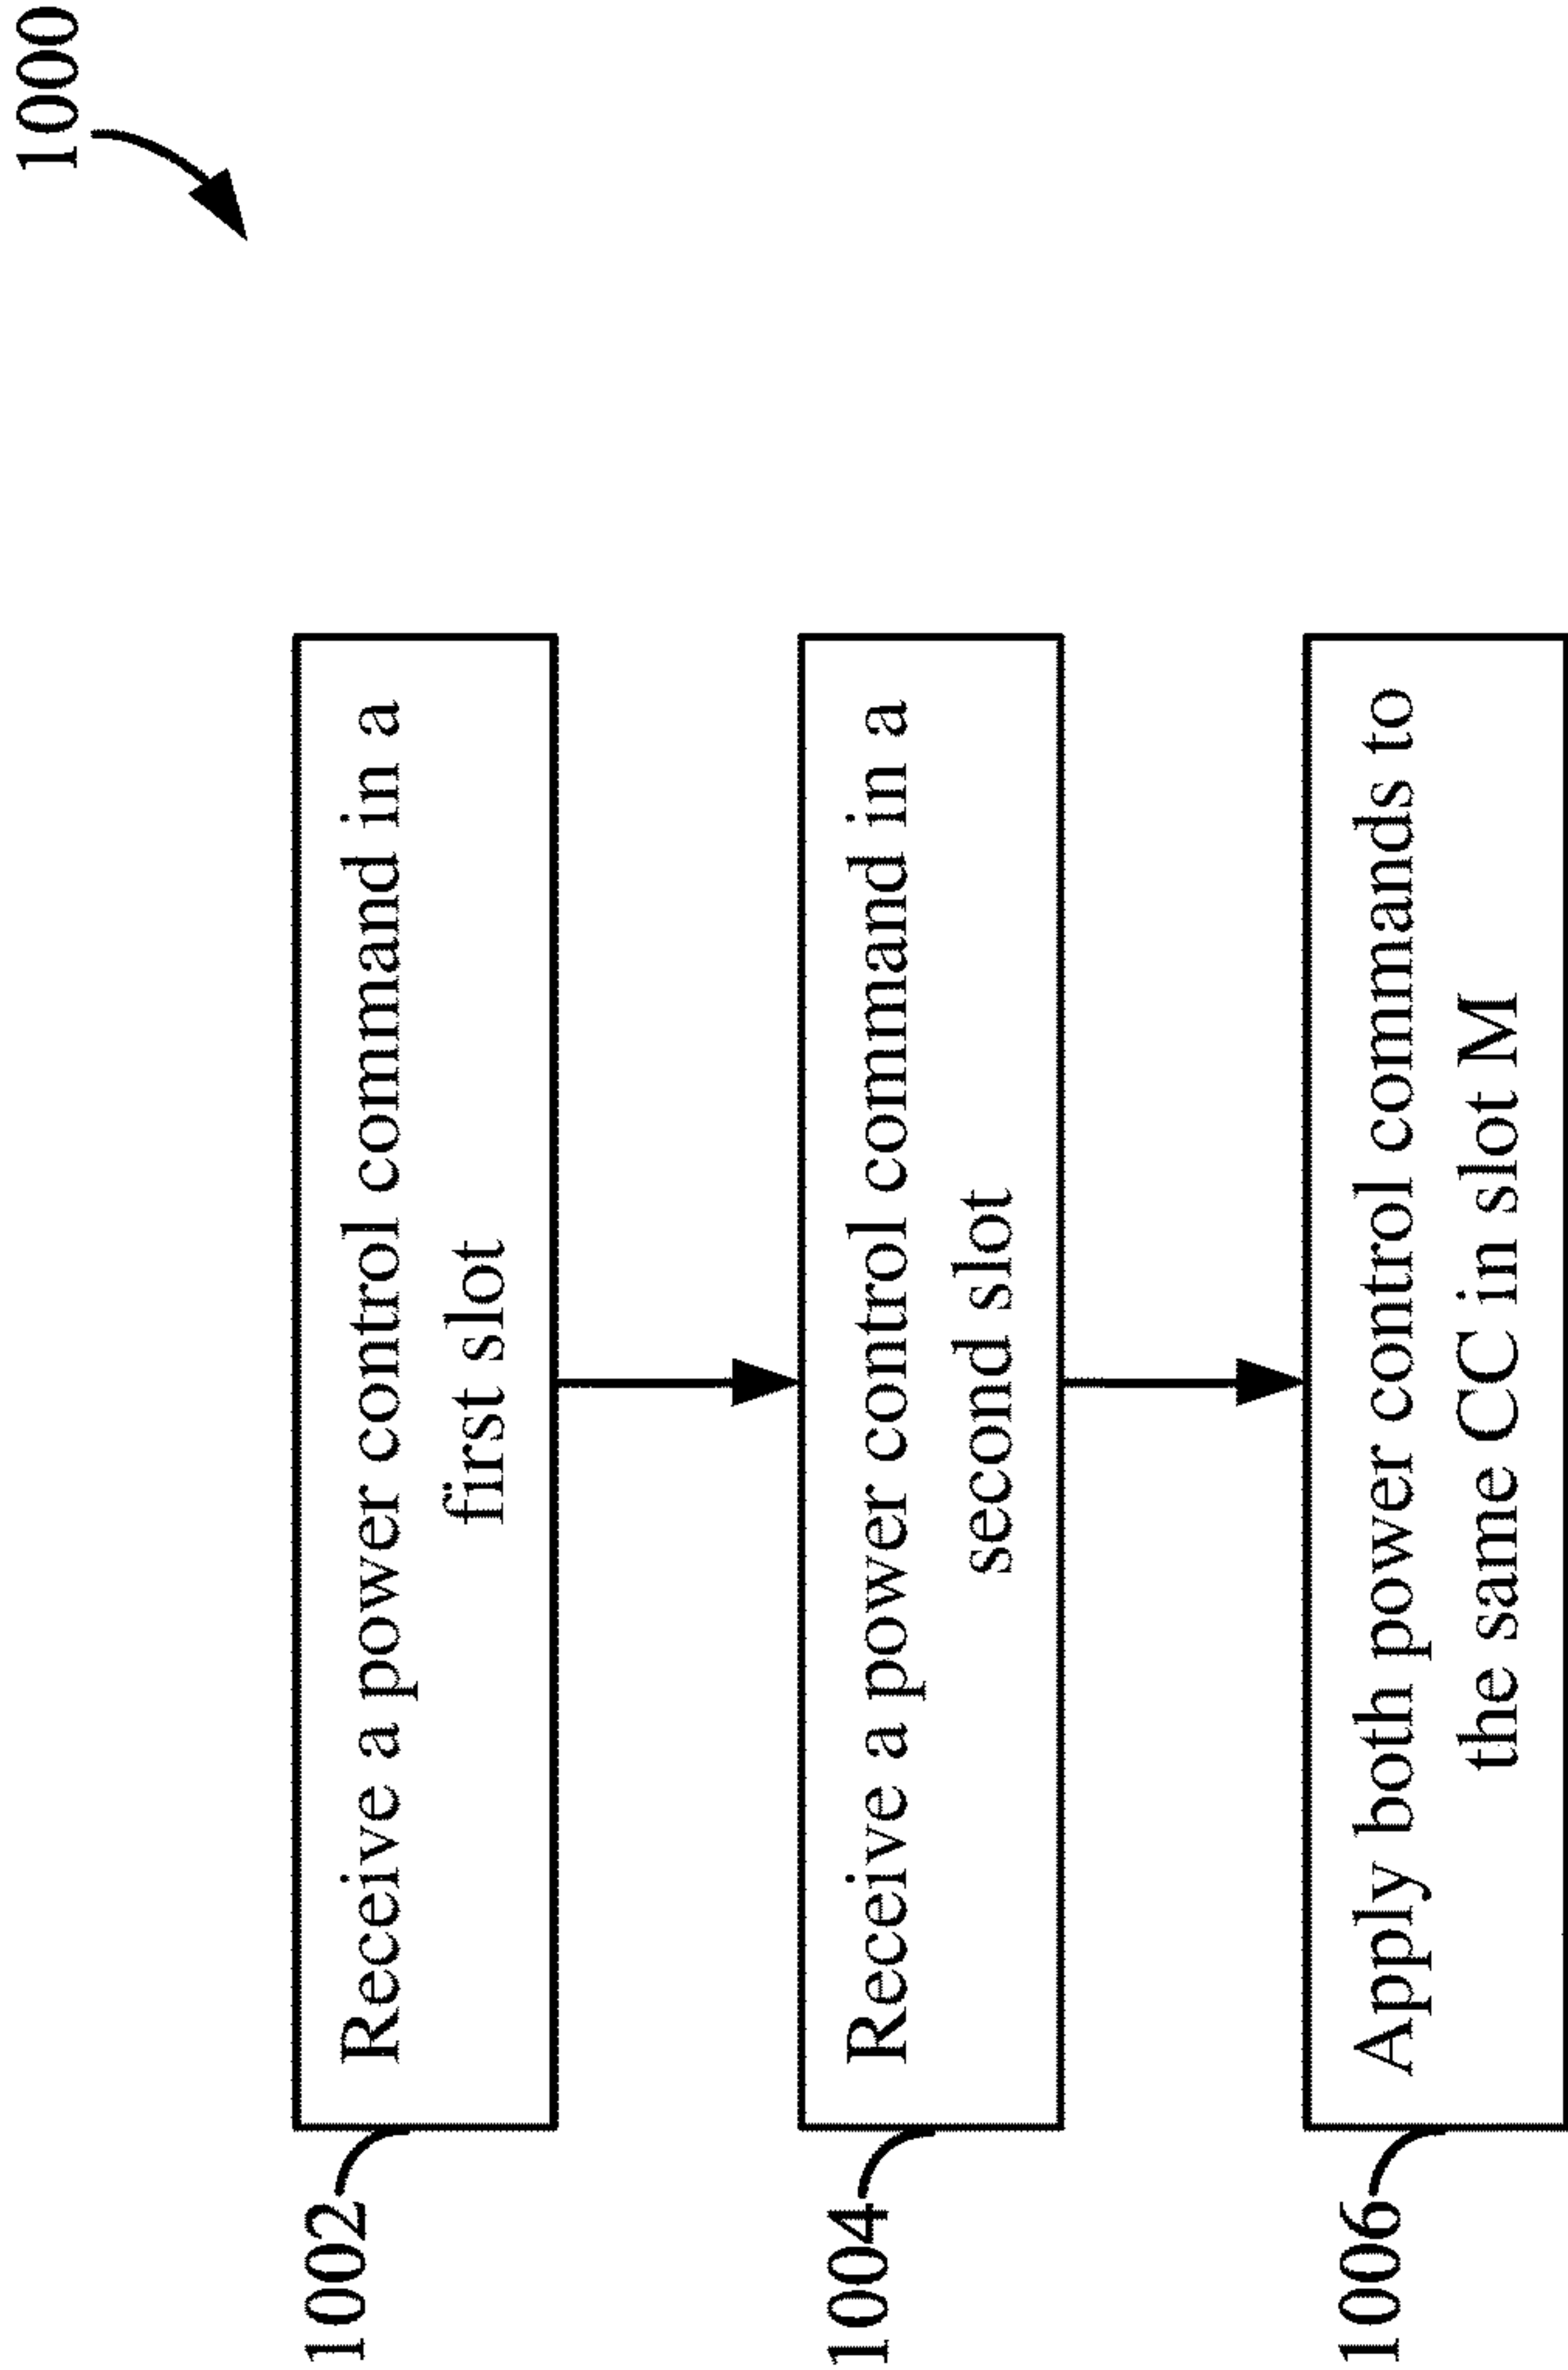 1000
1002
Receive a power control command in a
first slot
1004
Receive a power control command in a
second slot
1006
Apply both power control commands to
the same CC in slot M